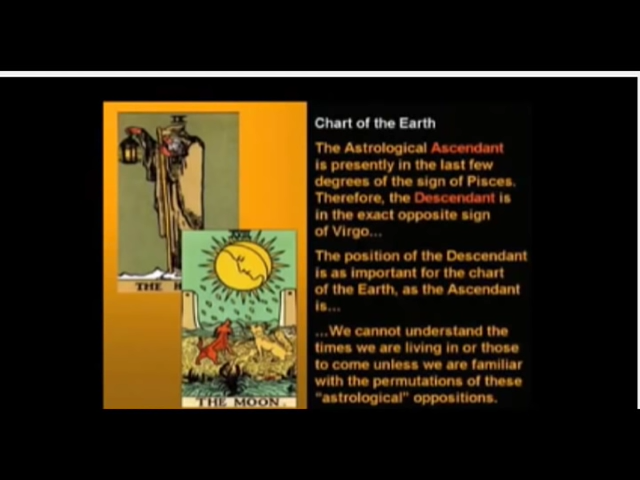 Chart of the Earth
The Astrological Ascendant
is presently in the last few
degrees of the sign of Pisces.
Therefore, the Descendant is
in the exact opposite sign
of Virgo...
The position of the Descendant
is as important for the chart
of the Earth, as the Ascendant
is...
...We cannot understand the
times we are living in or those
to come unless we are familiar
with the permutations of these
“astrological” oppositions.
IX
THE H
XVIII
THE MOON.